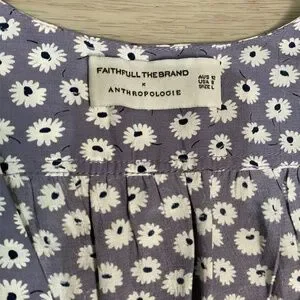 FAITHFULL THE BRAND
×
ANTHROPOLOGIE
AUS 12
USA 8
SIZE L